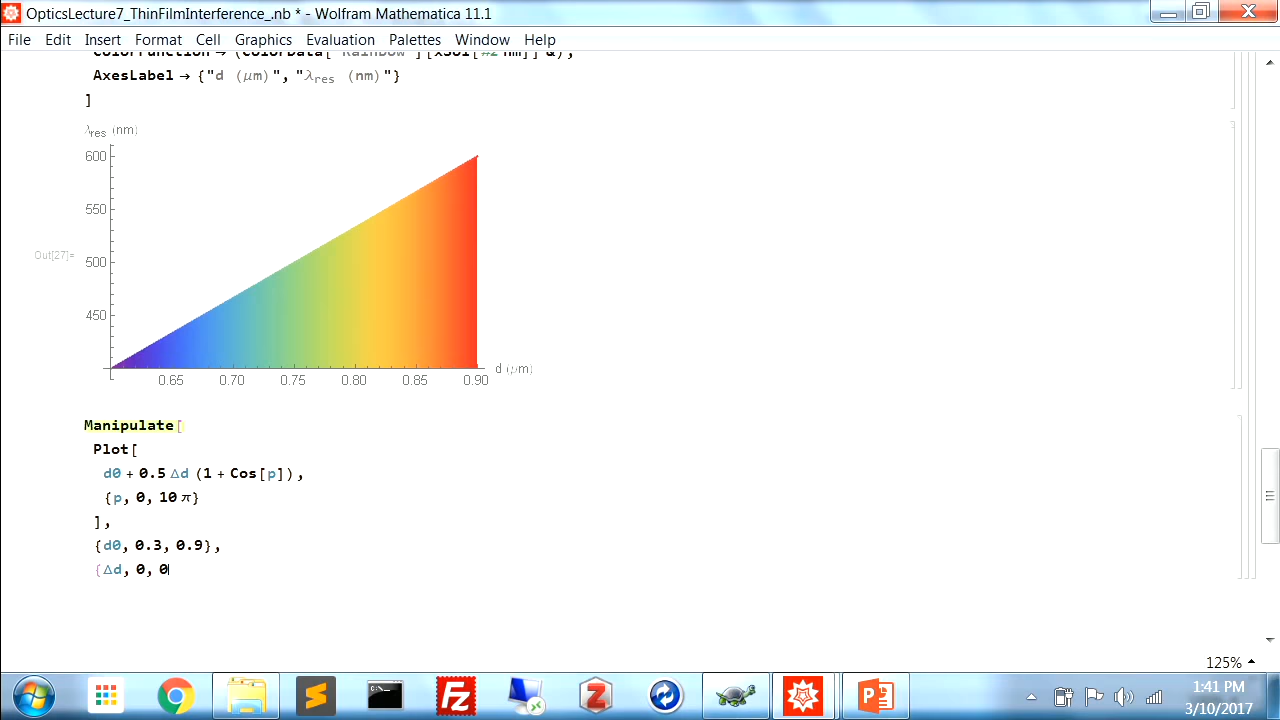 OpticsLecture7_ThinFilmInterference_.nb * - Wolfram Mathematica 11.1
File Edit Insert Format Cell Graphics Evaluation Palettes Window Help
AxesLabel → {"d (μm)", "λres (nm)"}
]
λres (nm)
600
550
500
450
Out[27]=
0.65 0.70 0.75 0.80 0.85 0.90
d (μm)
Manipulate[
Plot[
d0 + 0.5 Δd (1 + Cos[p]),
{p, 0, 10 π}
],
{d0, 0.3, 0.9},
{Δd, 0, 0
125%
1:41 PM
3/10/2017